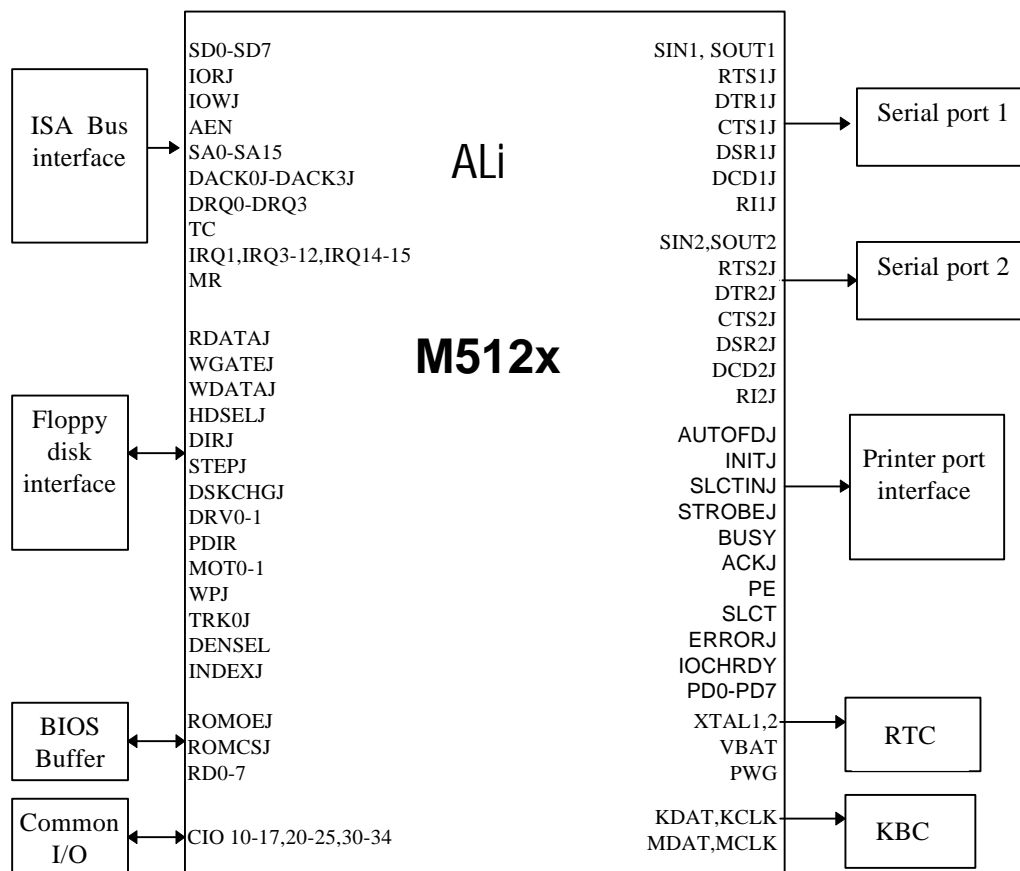 ISA Bus
interface
SD0-SD7
IORJ
IOWJ
AEN
SA0-SA15
DACK0J-DACK3J
DRQ0-DRQ3
TC
IRQ1,IRQ3-12,IRQ14-15
MR
Floppy
disk
interface
RDATAJ
WGATEJ
WDATAJ
HDSELJ
DIRJ
STEPJ
DSKCHGJ
DRV0-1
PDIR
MOT0-1
WPJ
TRK0J
DENSEL
INDEXJ
BIOS
Buffer
ROMOEJ
ROMCSJ
RD0-7
Common
I/O
CIO 10-17,20-25,30-34
ALi
M512x
SIN1, SOUT1
RTS1J
DTR1J
CTS1J
DSR1J
DCD1J
RI1J
Serial port 1
SIN2,SOUT2
RTS2J
DTR2J
CTS2J
DSR2J
DCD2J
RI2J
Serial port 2
AUTOFDJ
INITJ
SLCTINJ
STROBEJ
BUSY
ACKJ
PE
SLCT
ERRORJ
IOCHRDY
PD0-PD7
Printer port
interface
XTAL1,2
VBAT
PWG
RTC
KDAT,KCLK
MDAT,MCLK
KBC